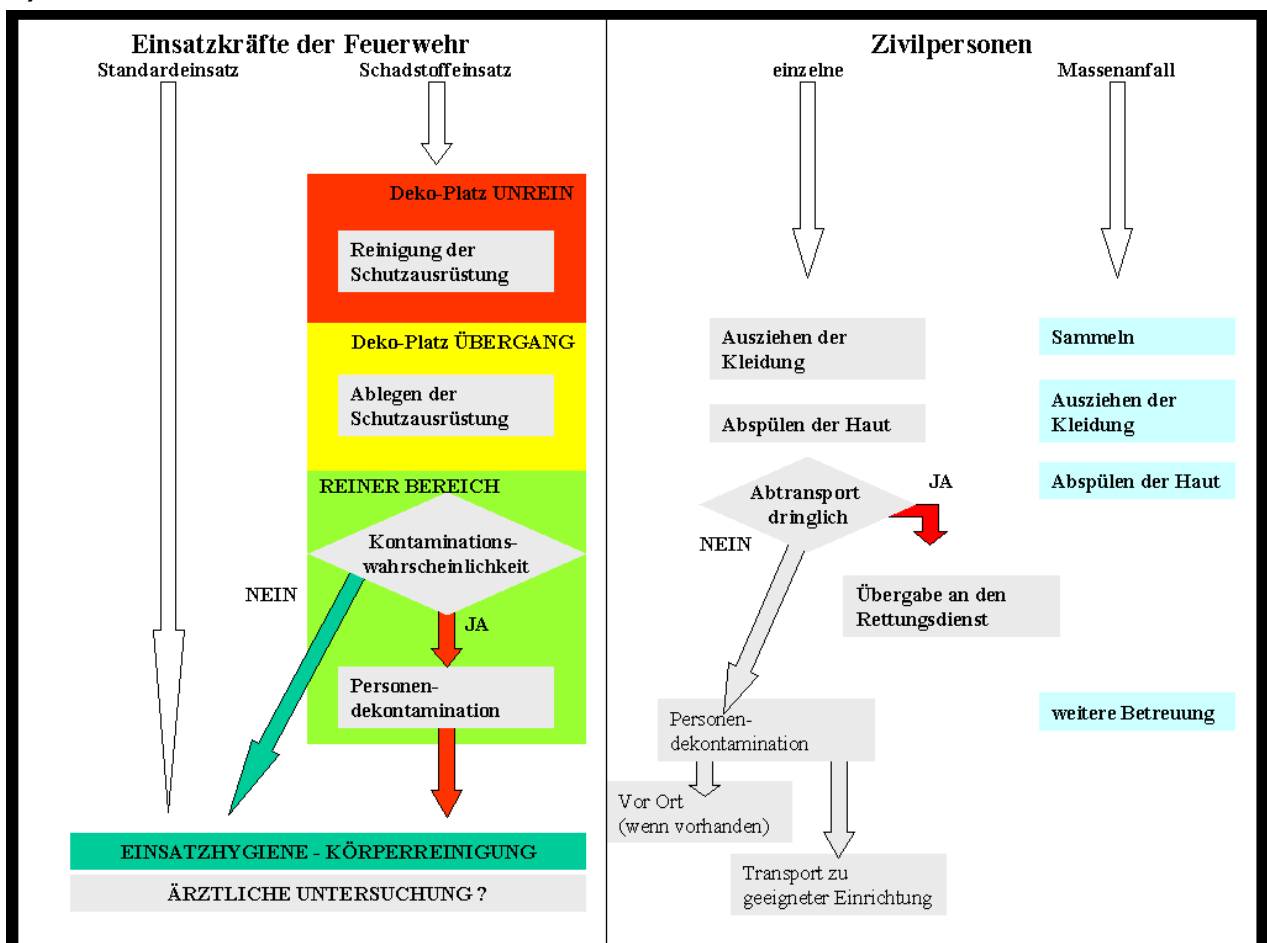 Einsatzkräfte der Feuerwehr
Standardeinsatz
Schadstoffeinsatz
Deko-Platz UNREIN
Reinigung der
Schutzausrüstung
Deko-Platz ÜBERGANG
Ablegen der
Schutzausrüstung
REINER BEREICH
Kontaminations-
wahrscheinlichkeit
NEIN
JA
Personen-
dekontamination
EINSATZHYGIENE - KÖRPERREINIGUNG
ÄRZTLICHE UNTERSUCHUNG ?
Zivilpersonen
einzelne
Ausziehen der
Kleidung
Abspülen der Haut
Abtransport
dringlich
JA
NEIN
Übergabe an den
Rettungsdienst
Personen-
dekontamination
Vor Ort
(wenn vorhanden)
Transport zu
geeigneter Einrichtung
Massenanfall
Sammeln
Ausziehen der
Kleidung
Abspülen der Haut
weitere Betreuung